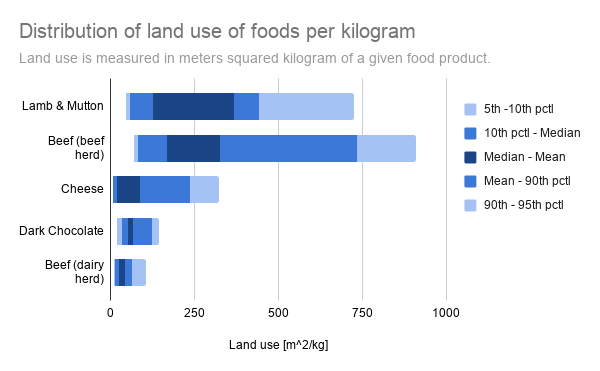 Distribution of land use of foods per kilogram
Land use is measured in meters squared kilogram of a given food product.
Lamb & Mutton
Beef (beef
herd)
Cheese
Dark Chocolate
Beef (dairy
herd)
5th -10th pctl
10th pctl - Median
Median - Mean
Mean - 90th pctl
90th - 95th pctl
0
250
500
750
1000
Land use [m^2/kg]